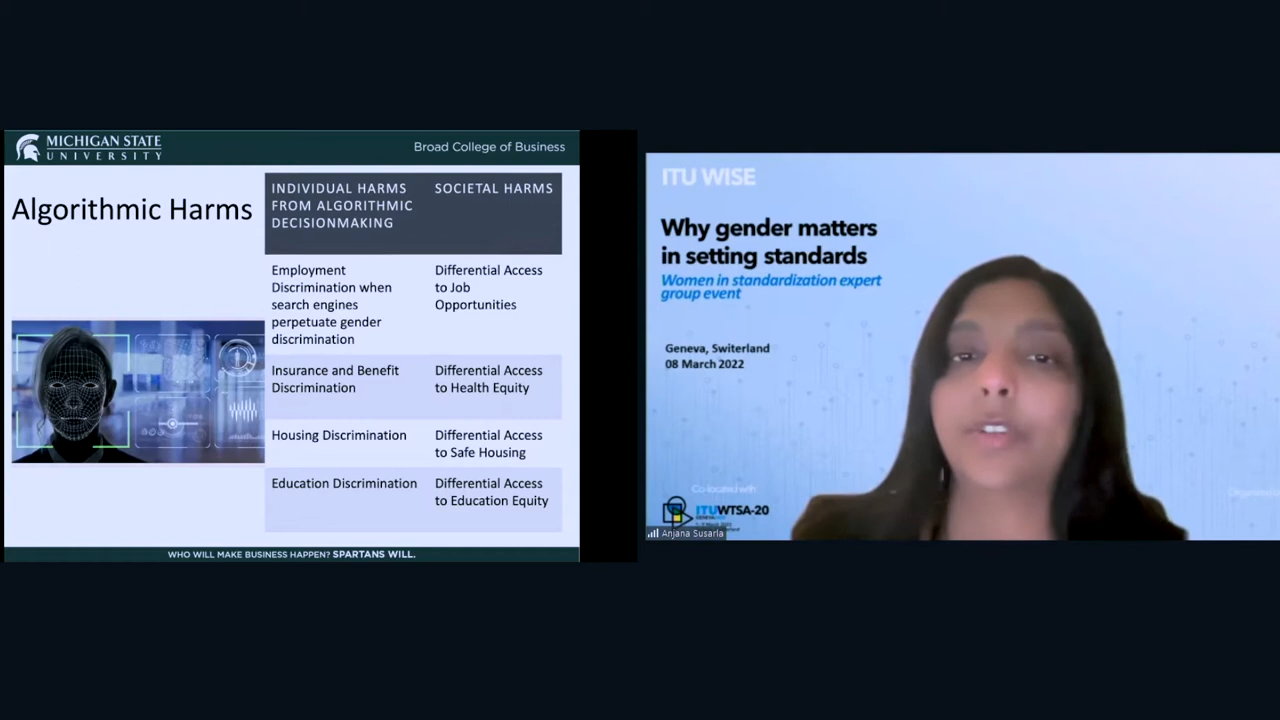 MICHIGAN STATE
UNIVERSITY
Broad College of Business
Algorithmic Harms
INDIVIDUAL HARMS
FROM ALGORITHMIC
DECISIONMAKING
SOCIETAL HARMS
Employment
Discrimination when
search engines
perpetuate gender
discrimination
Differential Access
to Job
Opportunities
Insurance and Benefit
Discrimination
Differential Access
to Health Equity
Housing Discrimination
Differential Access
to Safe Housing
Education Discrimination
Differential Access
to Education Equity
WHO WILL MAKE BUSINESS HAPPEN? SPARTANS WILL.
ITU WISE
Why gender matters
in setting standards
Women in standardization expert
group event
Geneva, Switerland
08 March 2022
Co-located with
ITUWTSA-20
Anjana Susarla